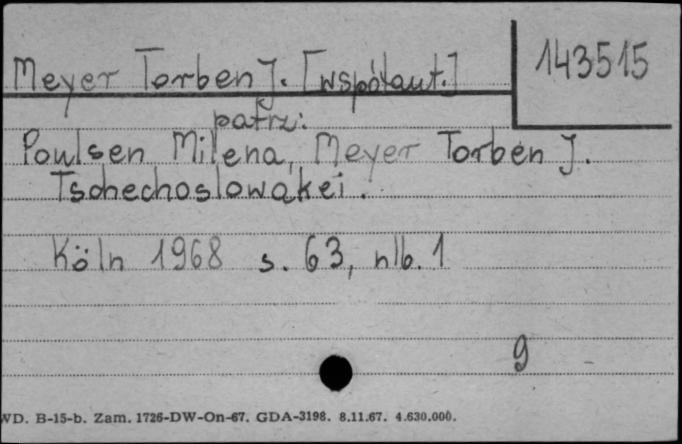 Meyer Torben J. [współaut.]
143515
patrz:
Poulsen Milena, Meyer Torben J.
Tschechoslowakei.
Köln 1968 s. 63, nlb. 1
9
WD. B-15-b. Zam. 1726-DW-On-67. GDA-3198. 8.11.67. 4.630.000.